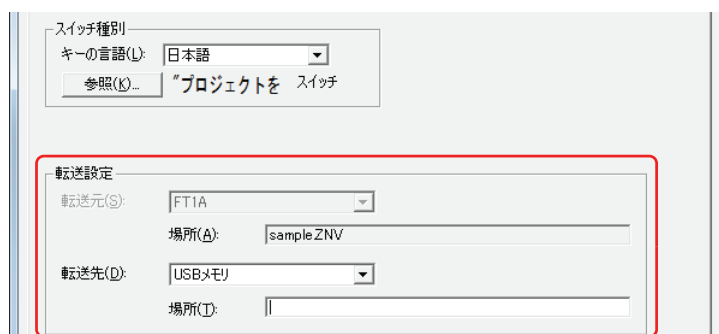 スイッチ種別
キーの言語(L): 日本語
参照(K)... ”プロジェクトを スイッチ
転送設定
転送元(S): FT1A
場所(A): sample.ZNV
転送先(D): USBメモリ
場所(T):